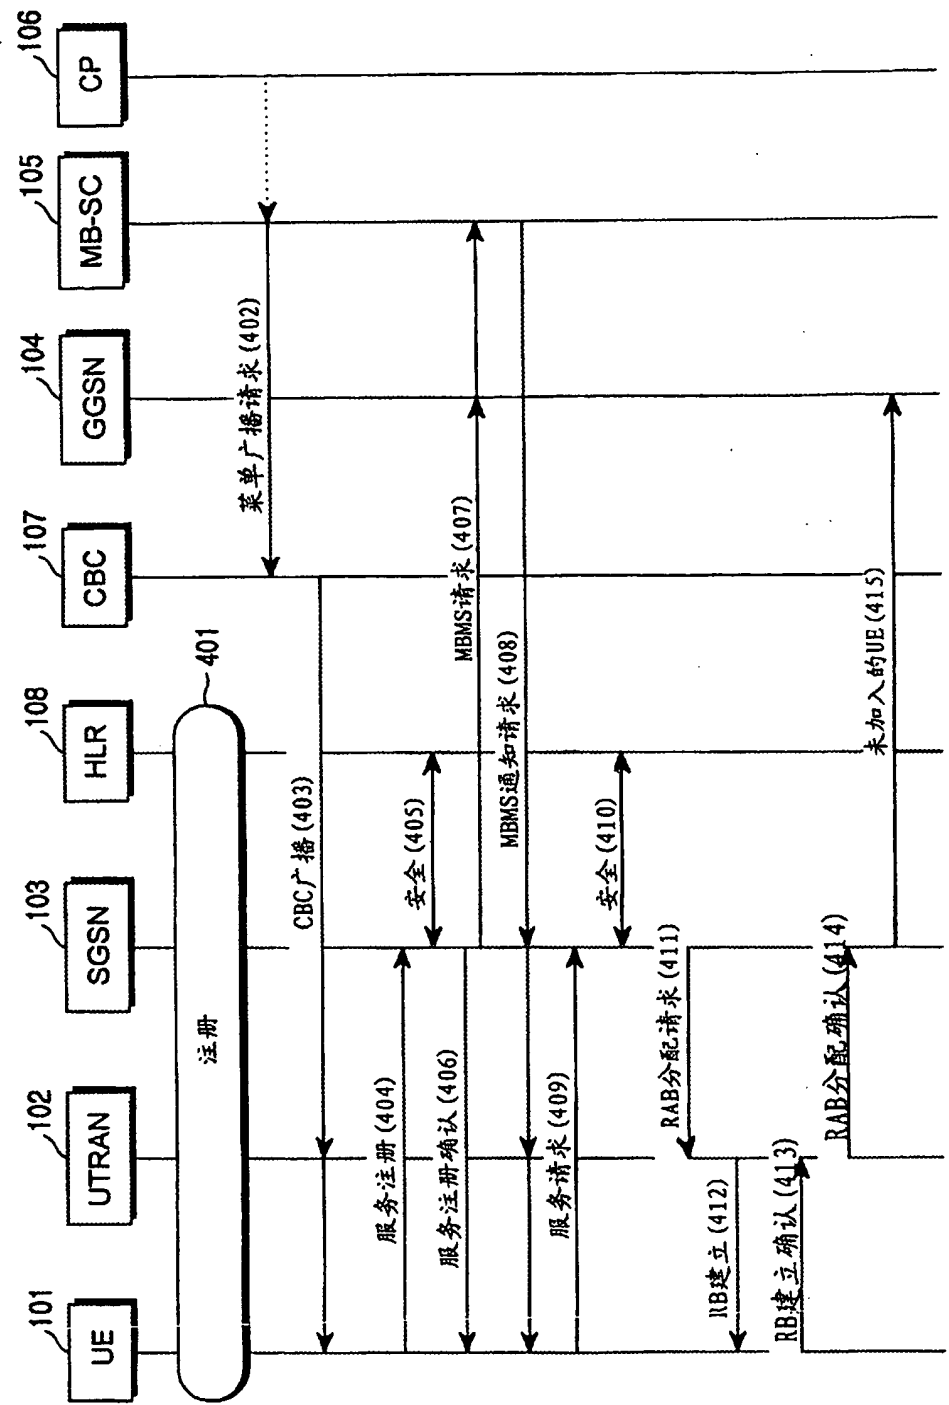 101
UE
102
UTRAN
103
SGSN
108
HLR
107
CBC
104
GGSN
105
MB-SC
106
CP
401
注册
菜单广播请求(402)
CBC广播(403)
服务注册(404)
安全(405)
服务注册确认(406)
MBMS请求(407)
MBMS通知请求(408)
服务请求(409)
安全(410)
RAB分配请求(411)
RB建立(412)
RB建立确认(413)
RAB分配确认(414)
未加入的UE(415)